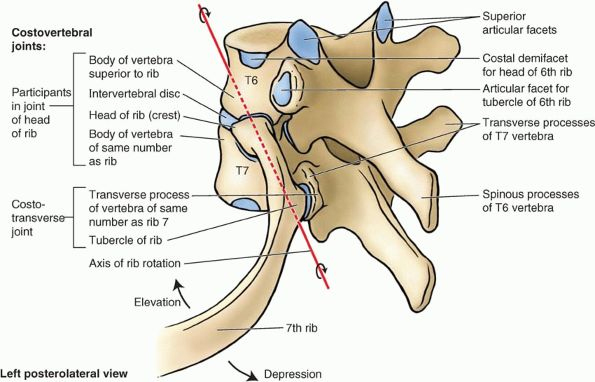 Costovertebral
joints:
Participants
in joint
of head
of rib
Body of vertebra
superior to rib
Intervertebral disc
Head of rib (crest)
Body of vertebra
of same number
as rib
Costo-
transverse
joint
Transverse process
of vertebra of same
number as rib 7
Tubercle of rib
Axis of rib rotation
Elevation
7th rib
Depression
Left posterolateral view
T6
T7
Superior
articular facets
Costal demifacet
for head of 6th rib
Articular facet for
tubercle of 6th rib
Transverse processes
of T7 vertebra
Spinous processes
of T6 vertebra